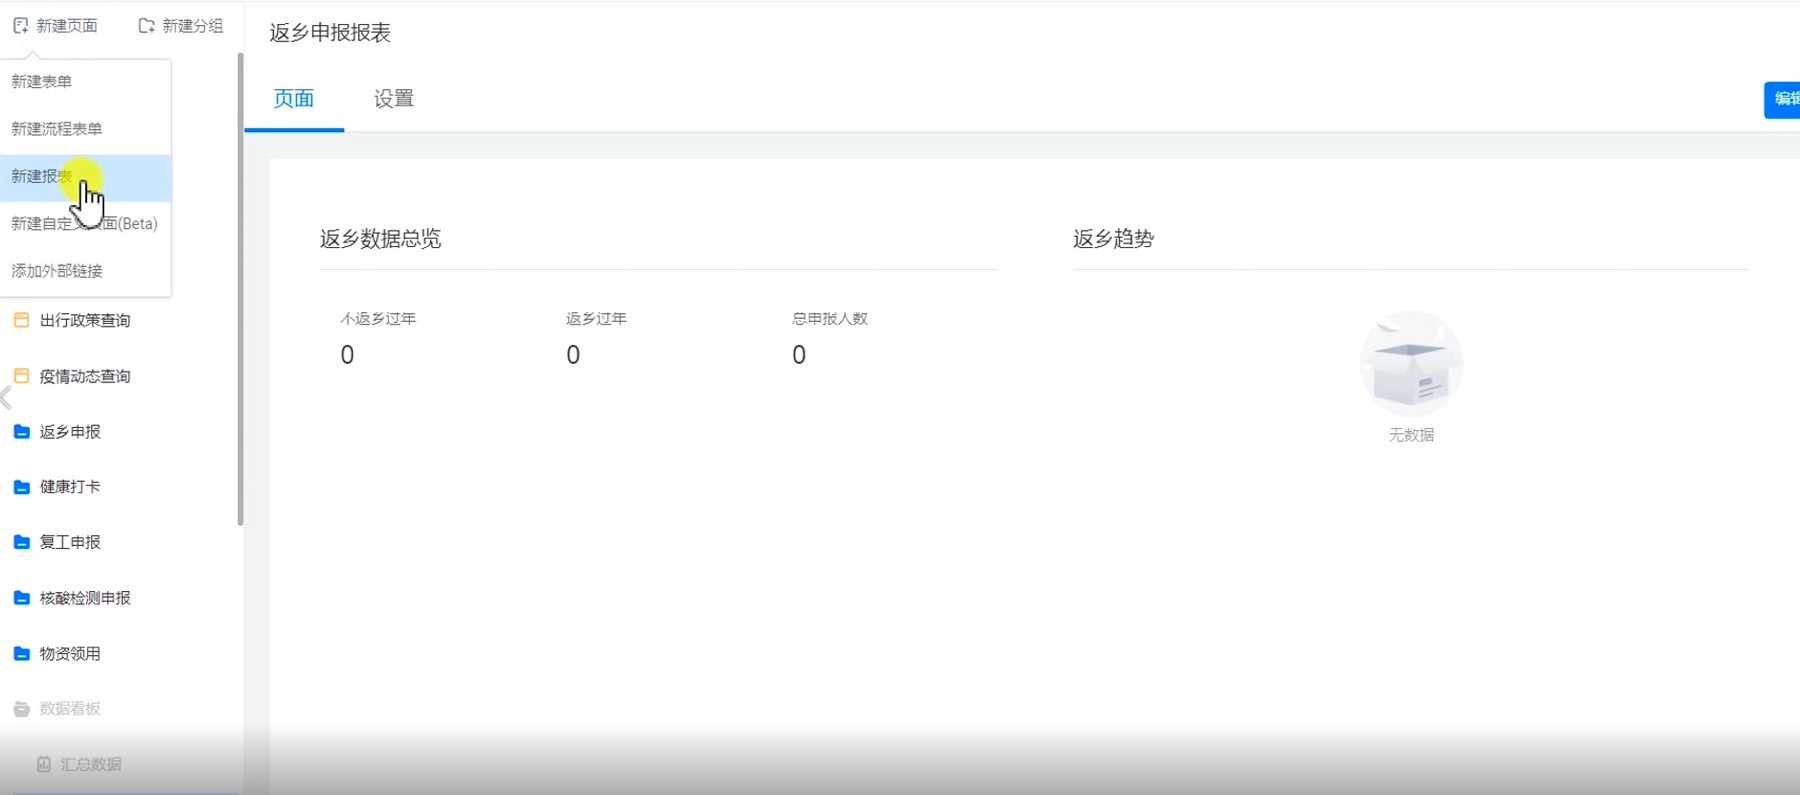 新建页面
新建分组
返乡申报报表
新建表单
新建流程表单
新建报表
新建自定义页面(Beta)
添加外部链接
页面
设置
编辑
出行政策查询
疫情动态查询
返乡申报
健康打卡
复工申报
核酸检测申报
物资领用
数据看板
汇总数据
返乡数据总览
不返乡过年
返乡过年
总申报人数
0
0
0
返乡趋势
无数据